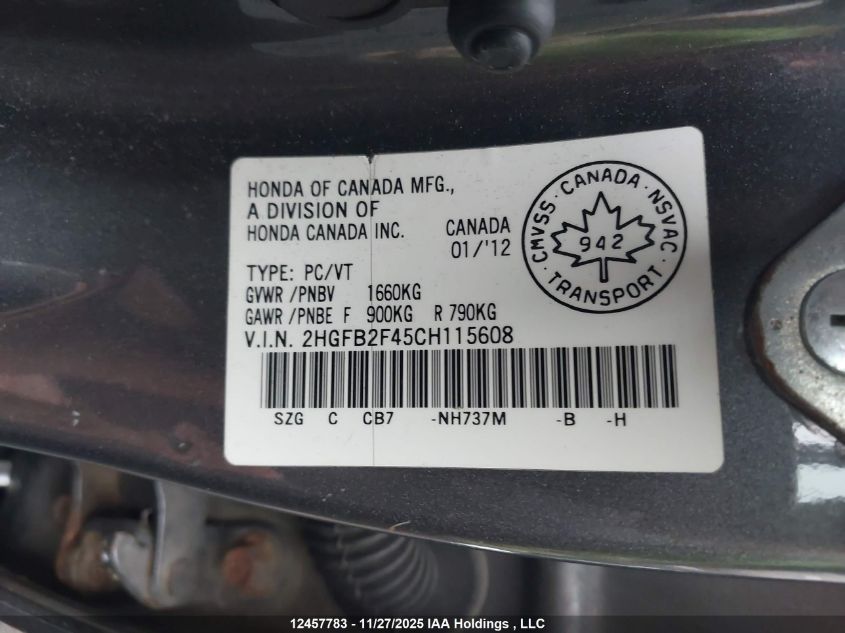 HONDA OF CANADA MFG.,
A DIVISION OF
HONDA CANADA INC.
CANADA
01/'12
TYPE: PC/VT
GVWR /PNBV 1660KG
GAWR /PNBE F 900KG R 790KG
V.I.N. 2HGFB2F45CH115608
SZG C CB7 -NH737M -B -H
CMVSS · CANADA · NSVAC · TRANSPORT ·
942
12457783 - 11/27/2025 IAA Holdings , LLC